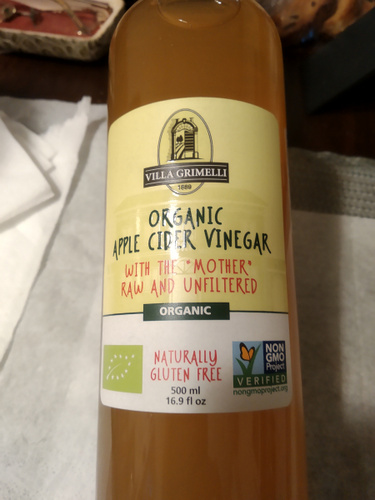 VILLA GRIMELLI
1889
ORGANIC
APPLE CIDER VINEGAR
WITH THE "MOTHER"
RAW AND UNFILTERED
ORGANIC
NATURALLY
GLUTEN FREE
500 ml
16.9 fl oz
NON
GMO
Project
VERIFIED
nongmoproject.org